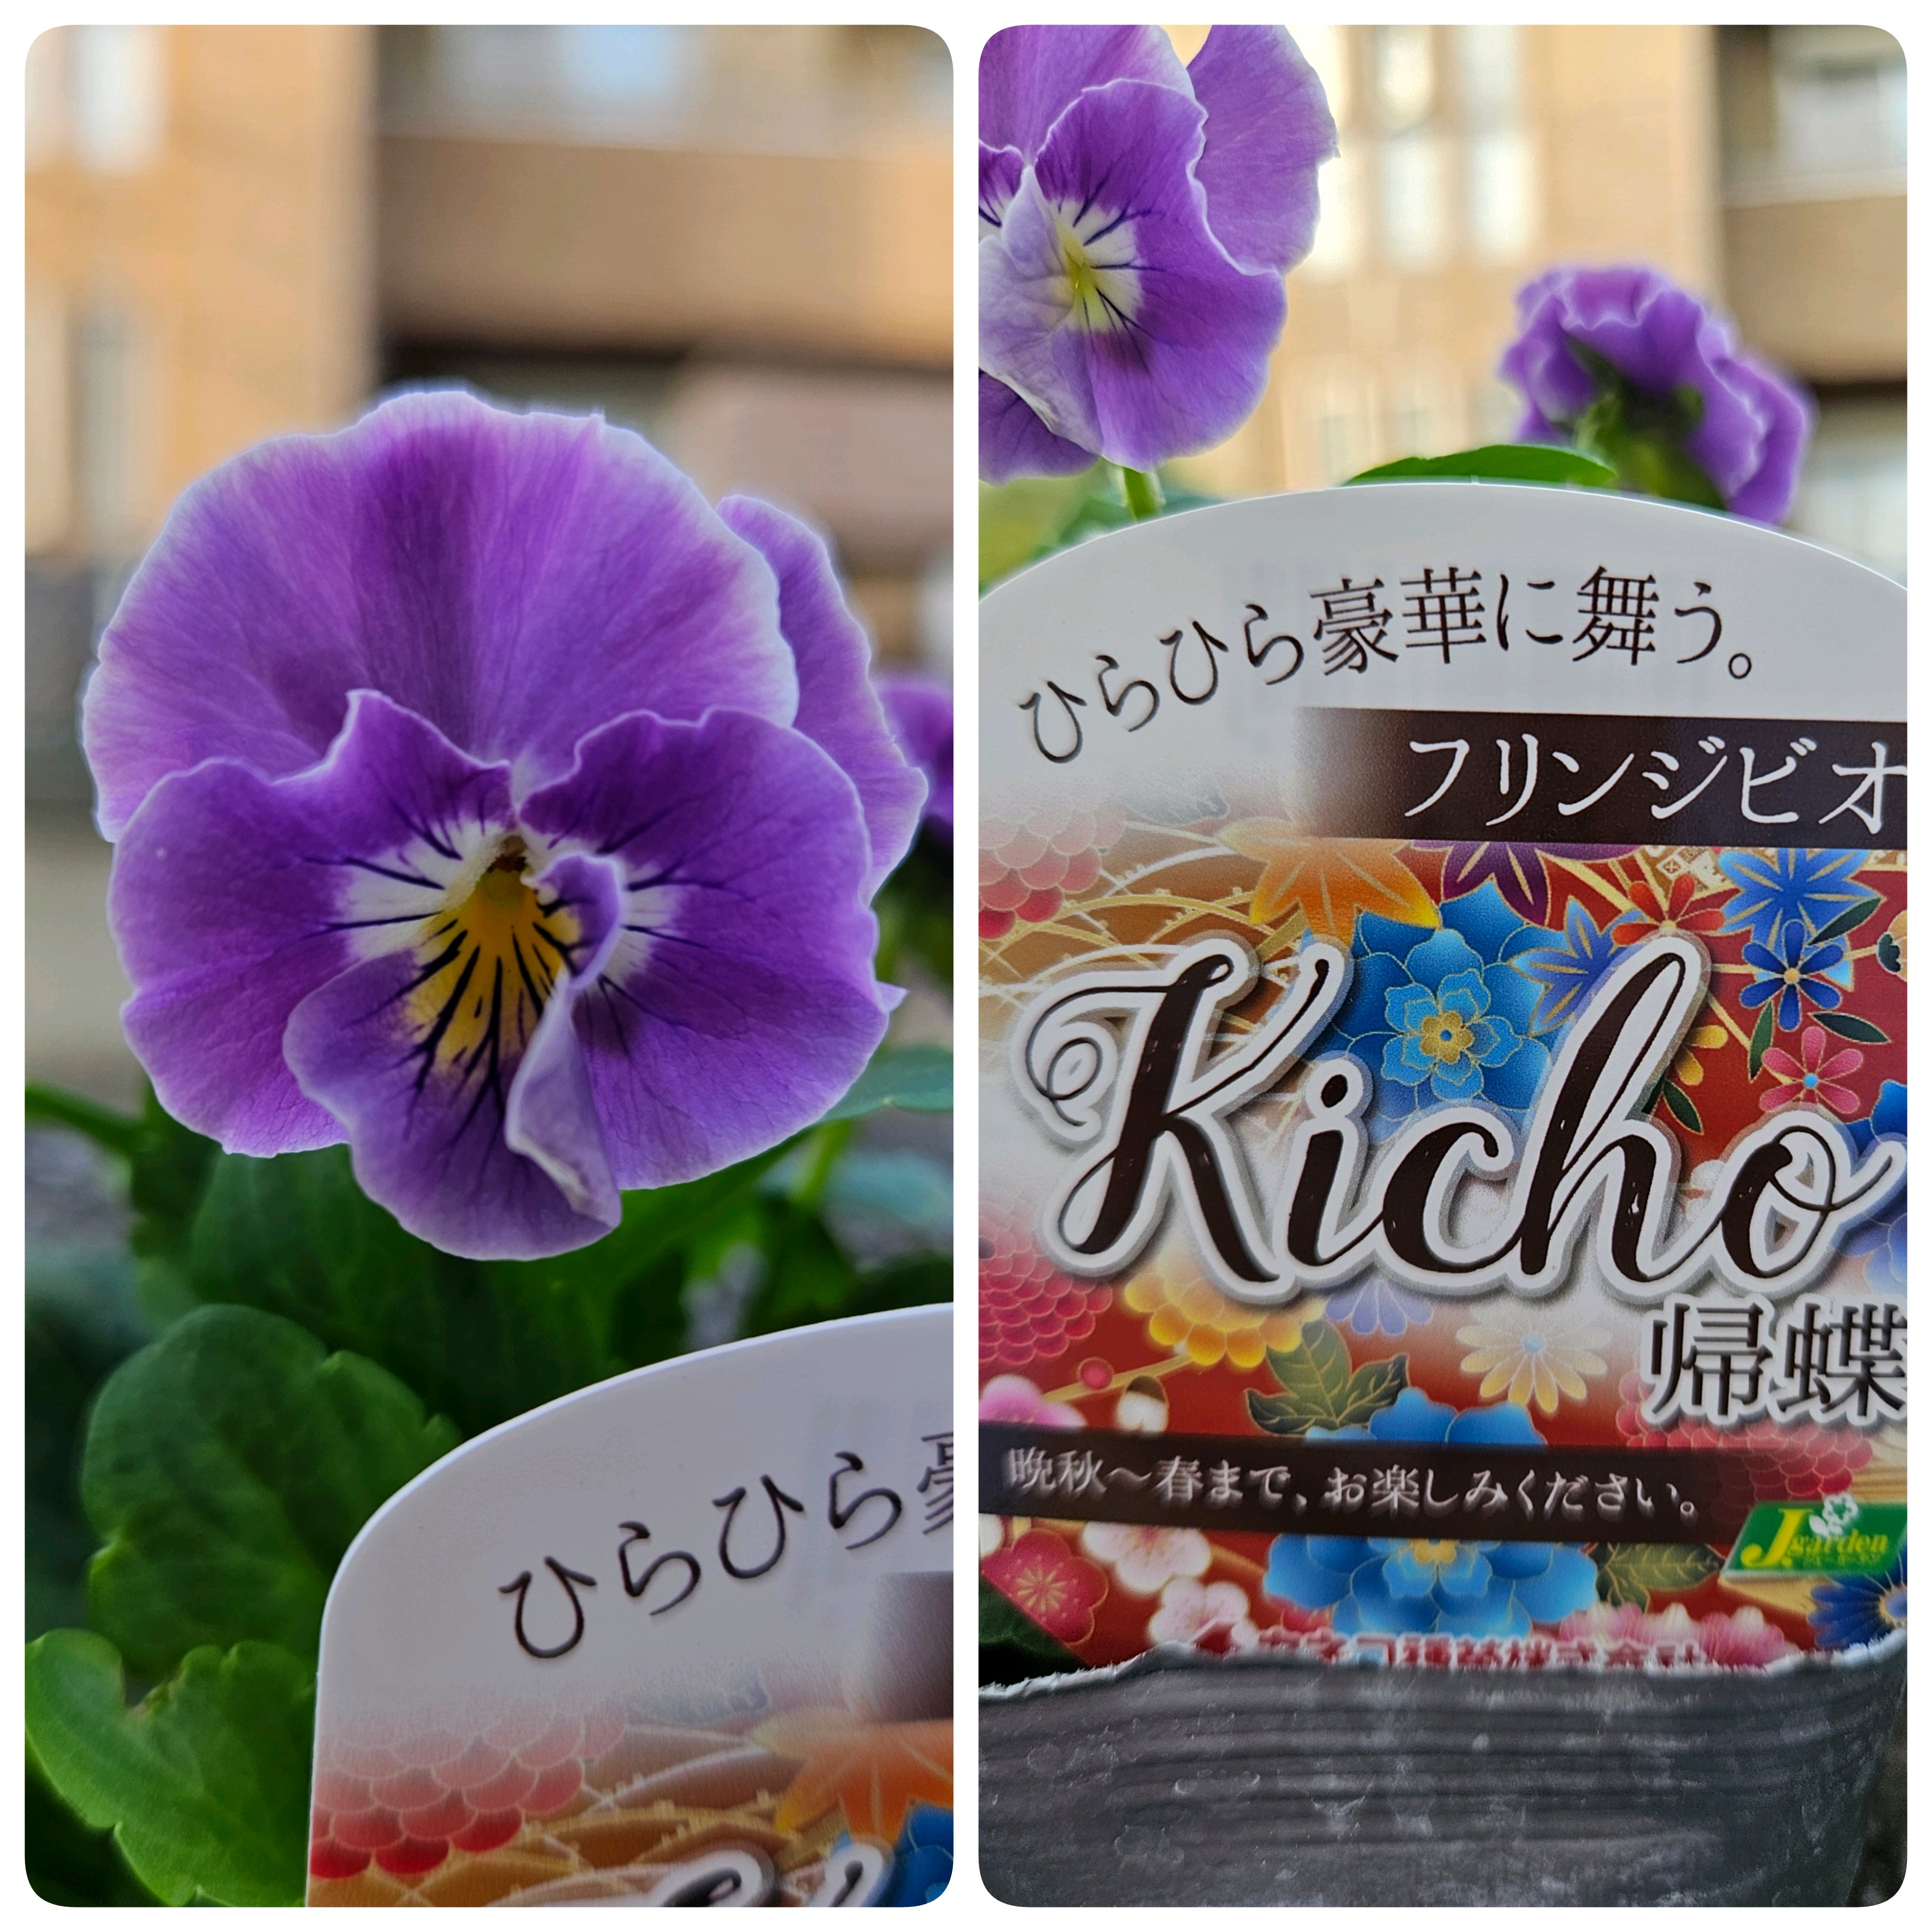 ひらひら豪
ひらひら豪華に舞う。
フリンジビオ
Kicho
帰蝶
晩秋～春まで、お楽しみください。
J.garden